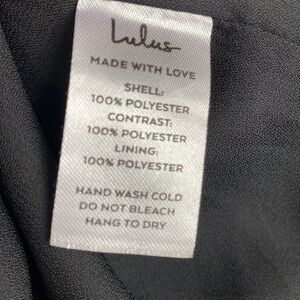 Lulus
MADE WITH LOVE
SHELL:
100% POLYESTER
CONTRAST:
100% POLYESTER
LINING:
100% POLYESTER
HAND WASH COLD
DO NOT BLEACH
HANG TO DRY